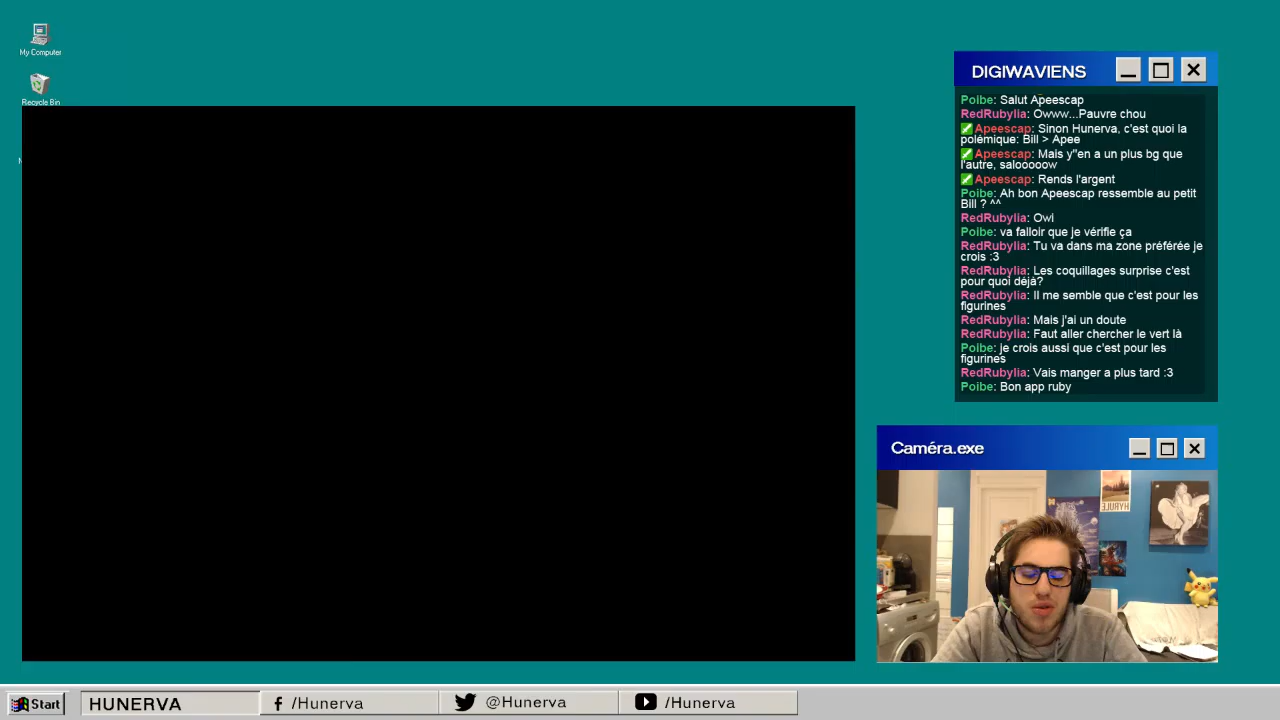 My Computer
Recycle Bin
DIGIWAVIENS
Poibe: Salut Apeescap
RedRubylia: Owww...Pauvre chou
Apeescap: Sinon Hunerva, c'est quoi la
polémique: Bill > Apee
Apeescap: Mais y"en a un plus bg que
l'autre, salooooow
Apeescap: Rends l'argent
Poibe: Ah bon Apeescap ressemble au petit
Bill ? ^^
RedRubylia: Owi
Poibe: va falloir que je vérifie ça
RedRubylia: Tu va dans ma zone préférée je
crois :3
RedRubylia: Les coquillages surprise c'est
pour quoi déjà?
RedRubylia: Il me semble que c'est pour les
figurines
RedRubylia: Mais j'ai un doute
RedRubylia: Faut aller chercher le vert là
Poibe: je crois aussi que c'est pour les
figurines
RedRubylia: Vais manger a plus tard :3
Poibe: Bon app ruby
Caméra.exe
HYRULE
Start
HUNERVA
/Hunerva
@Hunerva
/Hunerva